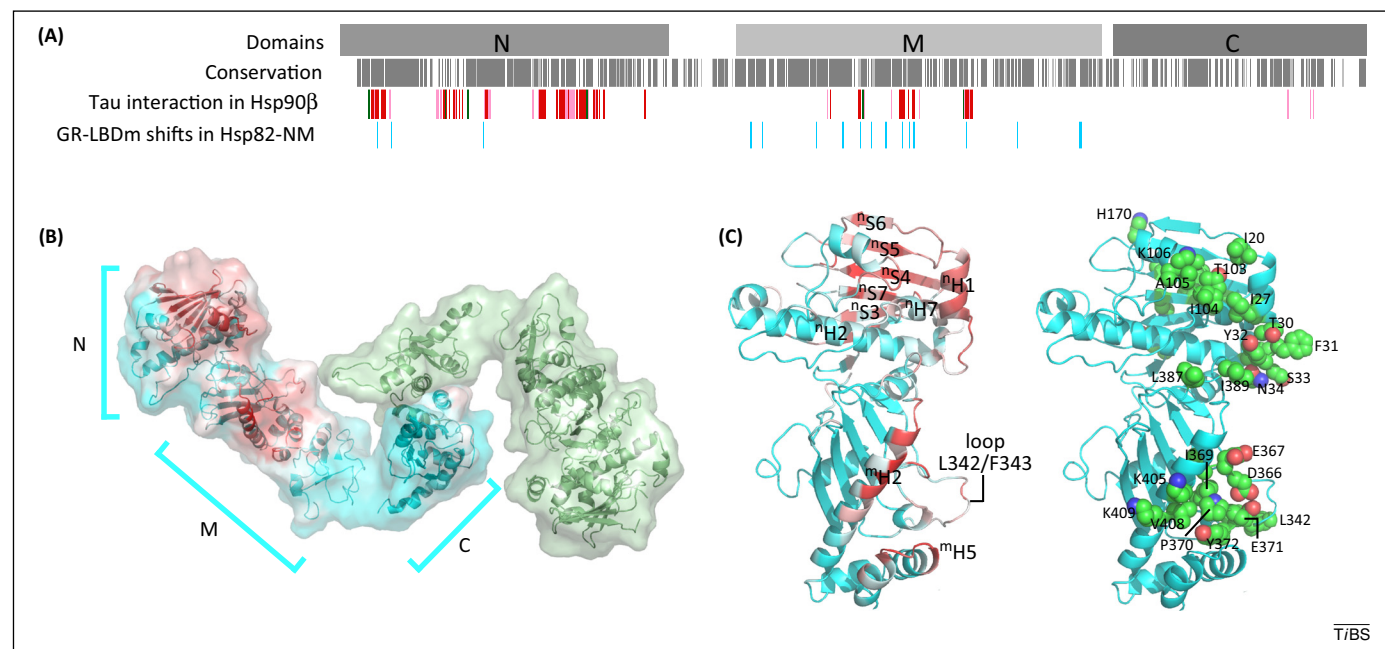 (A)
Domains N M C
Conservation
Tau interaction in Hsp90β
GR-LBDm shifts in Hsp82-NM
(B)
N
M
C
(C)
nS6
nS5
nS4
nH1
nS7
nS3
nH7
nH2
loop
L342/F343
mH2
mH5
H170
I20
K106
T103
A105
I27
I104
T30
Y32
F31
L387
I389
S33
N34
I369
E367
D366
K405
K409
V408
L342
P370
Y372
E371
TiBS